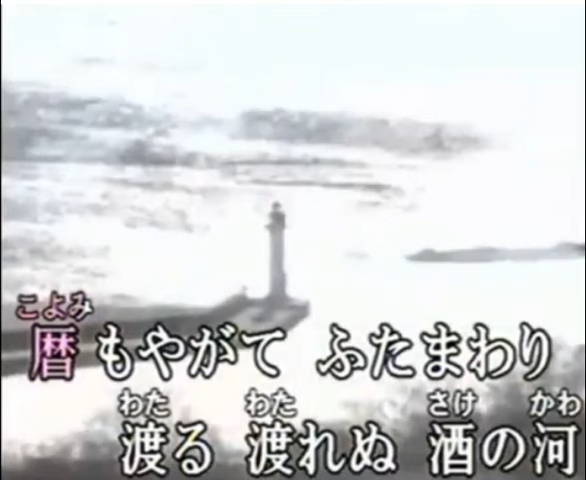 こよみ
暦もやがて ふたまわり
わた わた さけ かわ
渡る 渡れぬ 酒の河